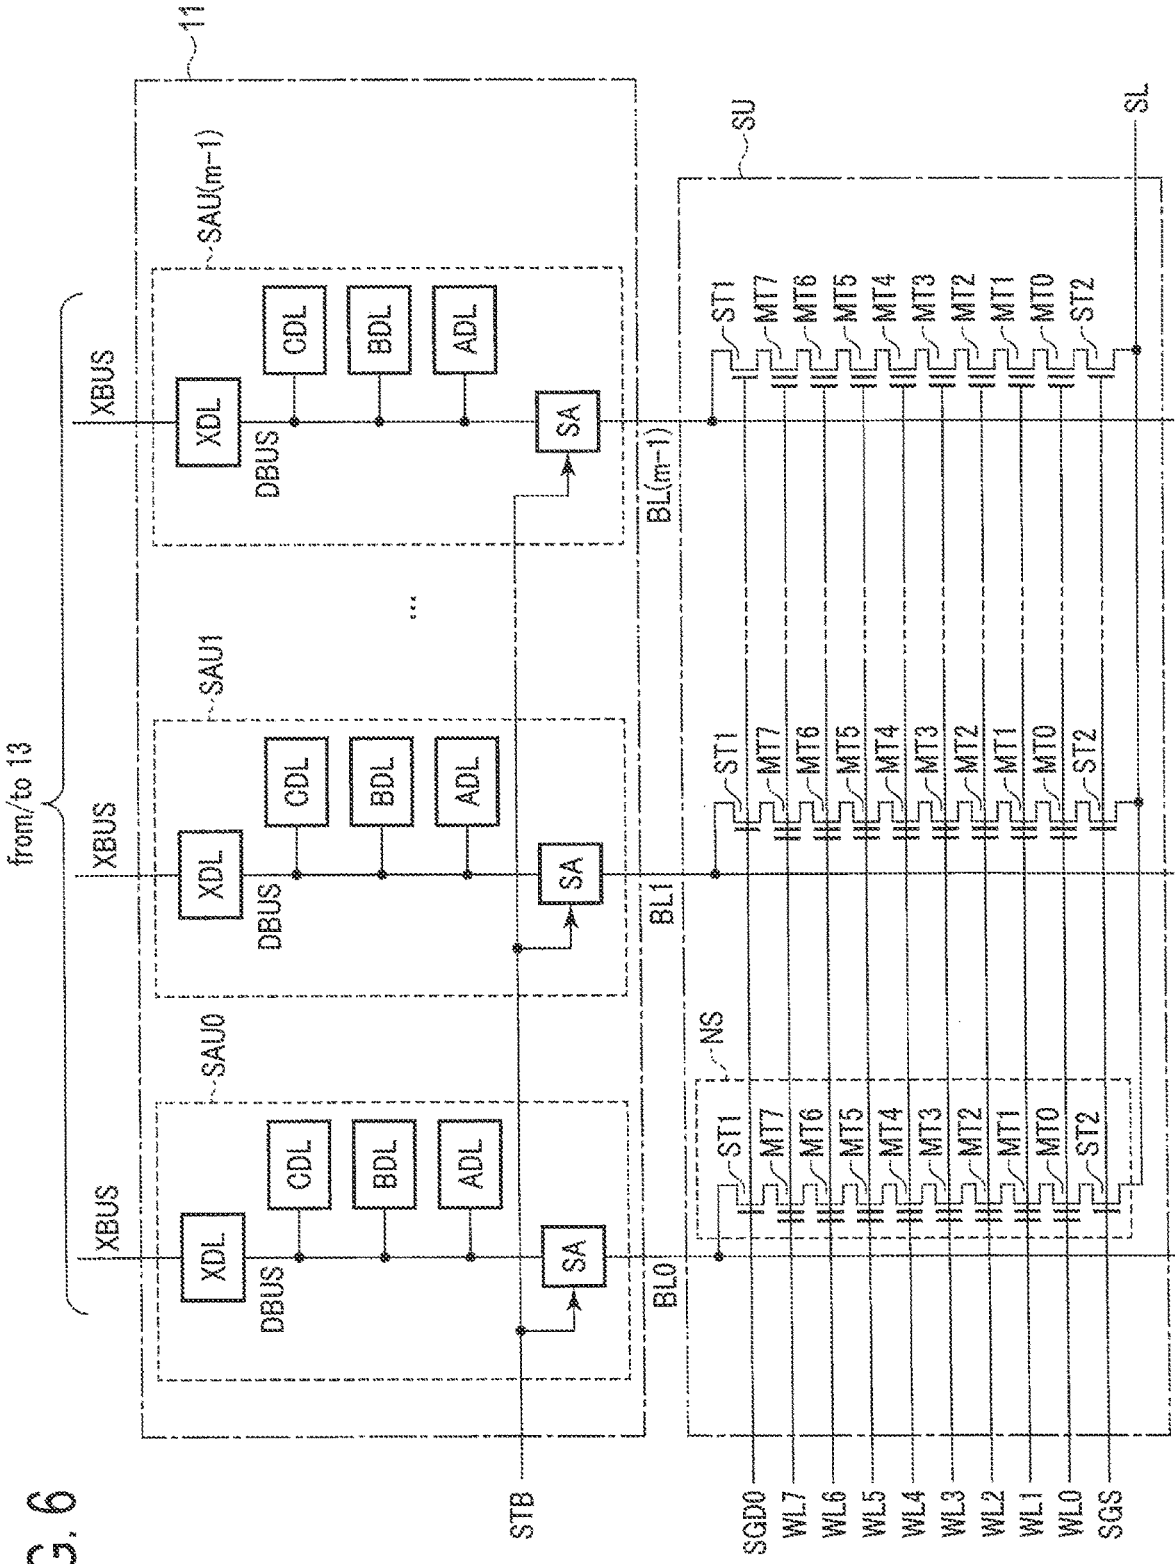 G. 6
from/to 13
XBUS
XBUS
XBUS
11
SAU0
SAU1
SAU(m-1)
XDL
XDL
XDL
DBUS
DBUS
DBUS
CDL
CDL
CDL
BDL
BDL
BDL
ADL
ADL
ADL
...
STB
SA
SA
SA
BL0
BL1
BL(m-1)
SU
NS
SGD0
ST1
ST1
ST1
WL7
MT7
MT7
MT7
WL6
MT6
MT6
MT6
WL5
MT5
MT5
MT5
WL4
MT4
MT4
MT4
WL3
MT3
MT3
MT3
WL2
MT2
MT2
MT2
WL1
MT1
MT1
MT1
WL0
MT0
MT0
MT0
SGS
ST2
ST2
ST2
SL